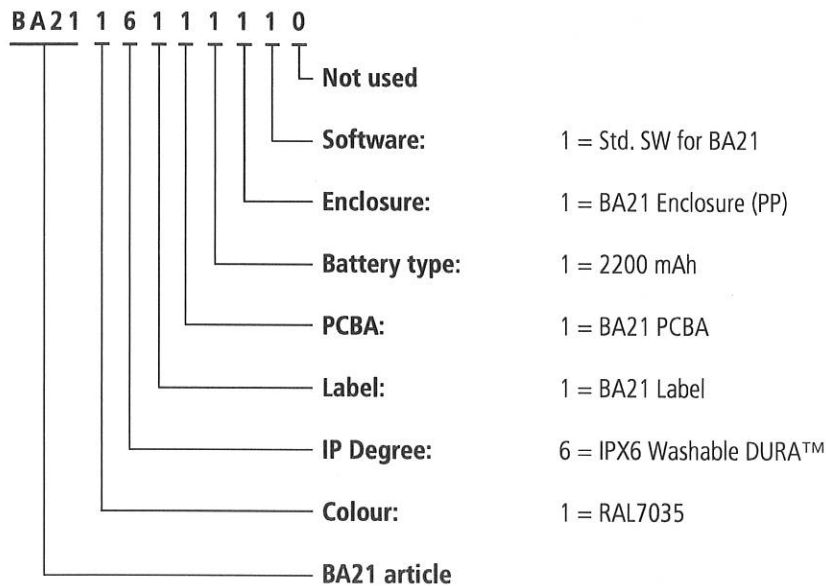 BA21 1 6 1 1 1 1 1 0
Not used
Software: 1 = Std. SW for BA21
Enclosure: 1 = BA21 Enclosure (PP)
Battery type: 1 = 2200 mAh
PCBA: 1 = BA21 PCBA
Label: 1 = BA21 Label
IP Degree: 6 = IPX6 Washable DURA™
Colour: 1 = RAL7035
BA21 article